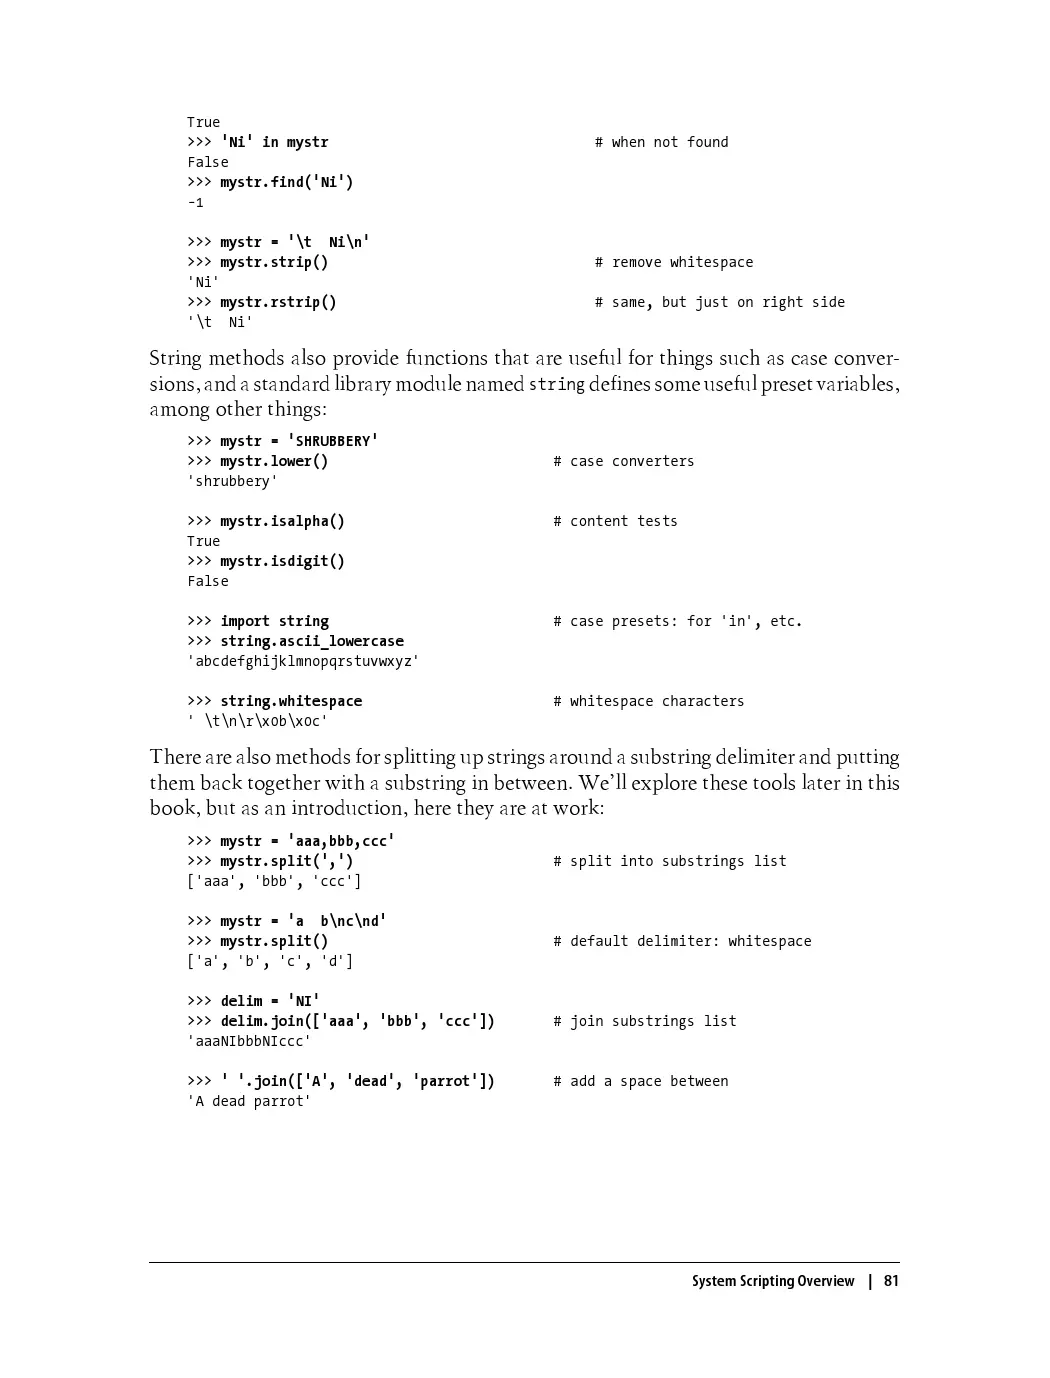 True
>>> 'Ni' in mystr # when not found
False
>>> mystr.find('Ni')
-1
>>> mystr = '\t  Ni\n'
>>> mystr.strip() # remove whitespace
'Ni'
>>> mystr.rstrip() # same, but just on right side
'\t  Ni'
String methods also provide functions that are useful for things such as case conver-
sions, and a standard library module named string defines some useful preset variables,
among other things:
>>> mystr = 'SHRUBBERY'
>>> mystr.lower() # case converters
'shrubbery'
>>> mystr.isalpha() # content tests
True
>>> mystr.isdigit()
False
>>> import string # case presets: for 'in', etc.
>>> string.ascii_lowercase
'abcdefghijklmnopqrstuvwxyz'
>>> string.whitespace # whitespace characters
' \t\n\r\x0b\x0c'
There are also methods for splitting up strings around a substring delimiter and putting
them back together with a substring in between. We'll explore these tools later in this
book, but as an introduction, here they are at work:
>>> mystr = 'aaa,bbb,ccc'
>>> mystr.split(',') # split into substrings list
['aaa', 'bbb', 'ccc']
>>> mystr = 'a  b\nc\nd'
>>> mystr.split() # default delimiter: whitespace
['a', 'b', 'c', 'd']
>>> delim = 'NI'
>>> delim.join(['aaa', 'bbb', 'ccc']) # join substrings list
'aaaNIbbbNIccc'
>>> ' '.join(['A', 'dead', 'parrot']) # add a space between
'A dead parrot'
System Scripting Overview | 81